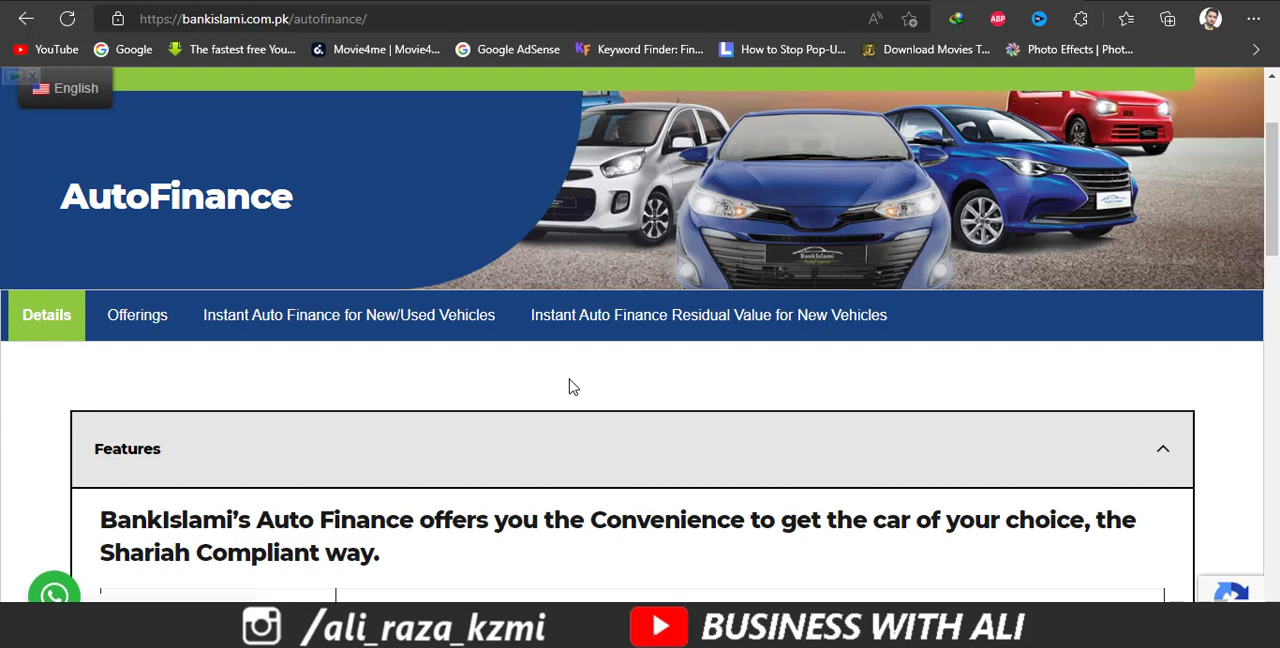 https://bankislami.com.pk/autofinance/
A
ABP
YouTube
Google
The fastest free You...
Movie4me | Movie4...
Google AdSense
KF
Keyword Finder: Fin...
L
How to Stop Pop-U...
Download Movies T...
Photo Effects | Phot...
English
AutoFinance
BankIslami
Details
Offerings
Instant Auto Finance for New/Used Vehicles
Instant Auto Finance Residual Value for New Vehicles
Features
BankIslami's Auto Finance offers you the Convenience to get the car of your choice, the
Shariah Compliant way.
/ali_raza_kzmi
BUSINESS WITH ALI